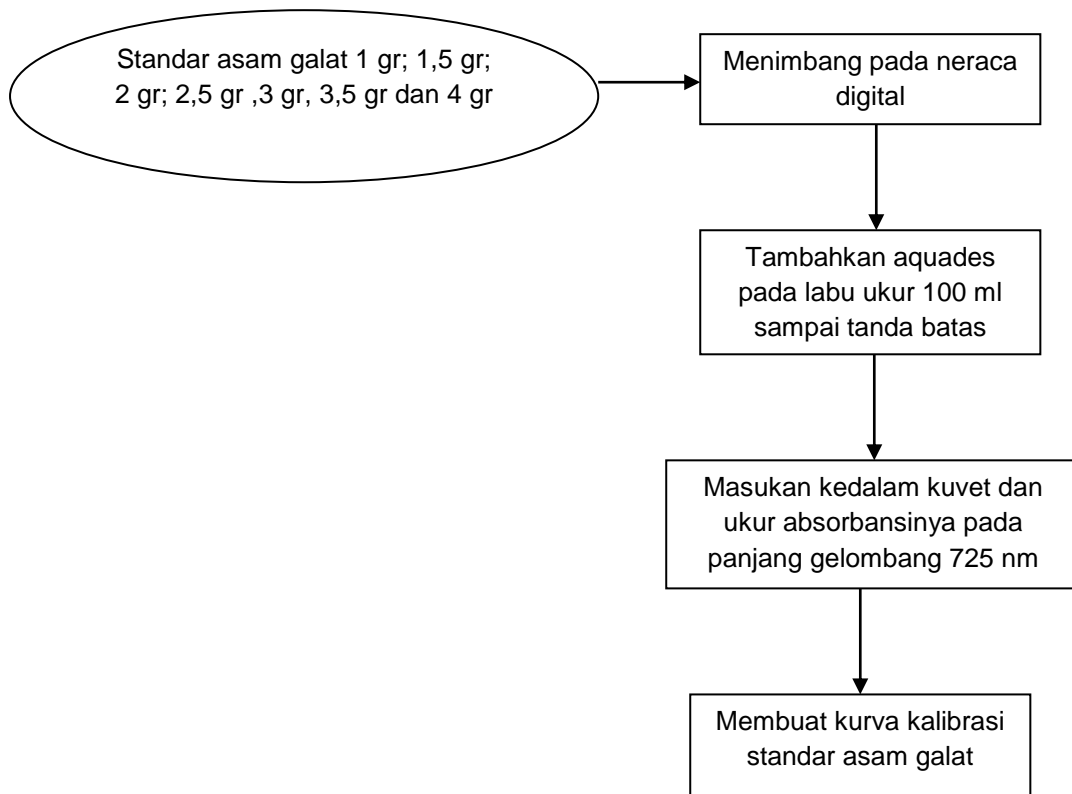 Standar asam galat 1 gr; 1,5 gr;
2 gr; 2,5 gr ,3 gr, 3,5 gr dan 4 gr
Menimbang pada neraca
digital
Tambahkan aquades
pada labu ukur 100 ml
sampai tanda batas
Masukan kedalam kuvet dan
ukur absorbansinya pada
panjang gelombang 725 nm
Membuat kurva kalibrasi
standar asam galat